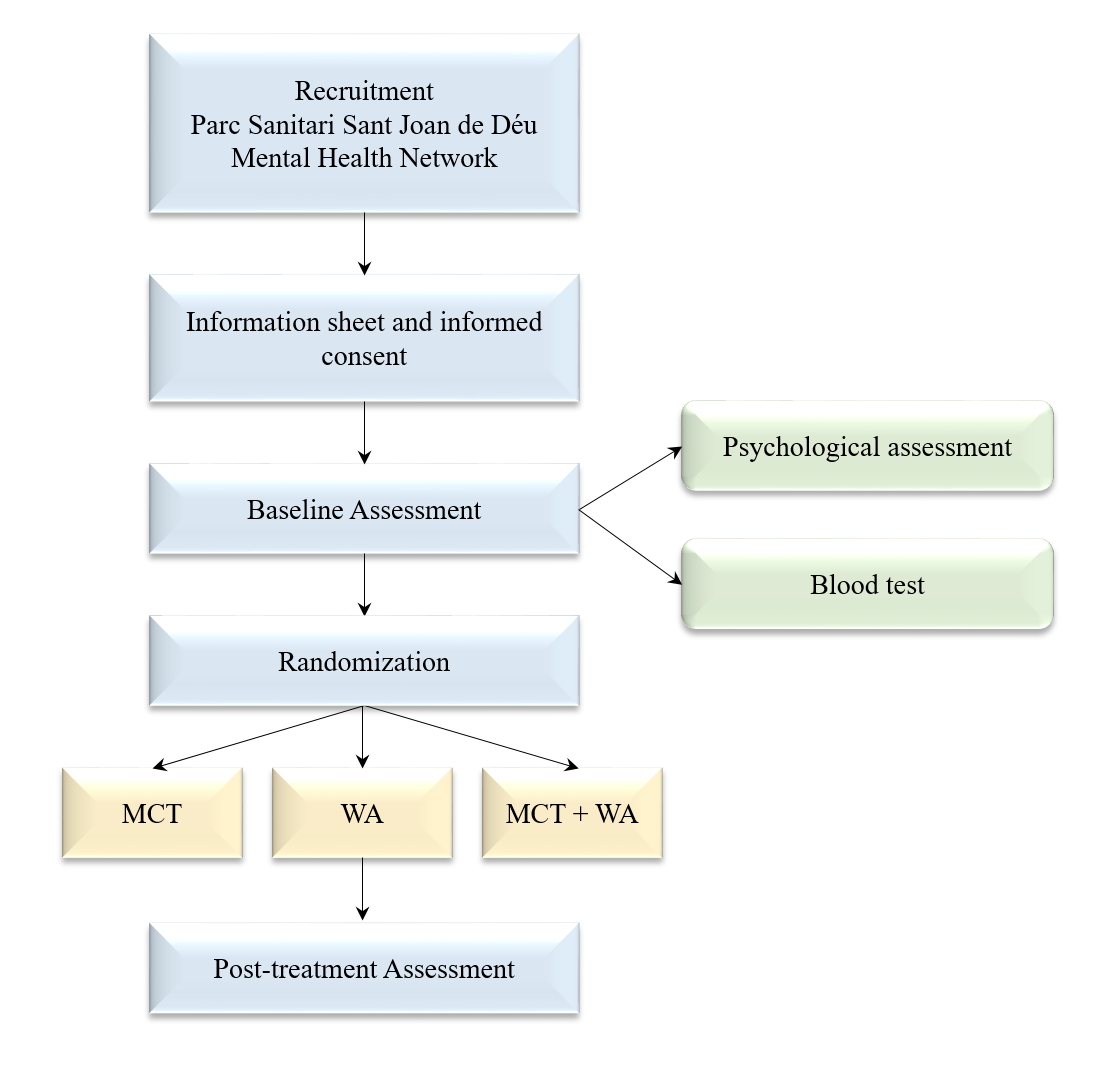 Recruitment
Parc Sanitari Sant Joan de Déu
Mental Health Network
Information sheet and informed
consent
Psychological assessment
Baseline Assessment
Blood test
Randomization
MCT
WA
MCT + WA
Post-treatment Assessment